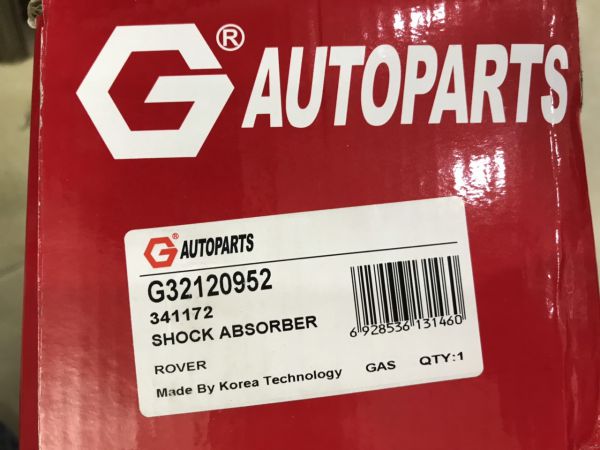 G® AUTOPARTS
G® AUTOPARTS
G32120952
341172
SHOCK ABSORBER
6 928536 131460
ROVER
GAS QTY:1
Made By Korea Technology